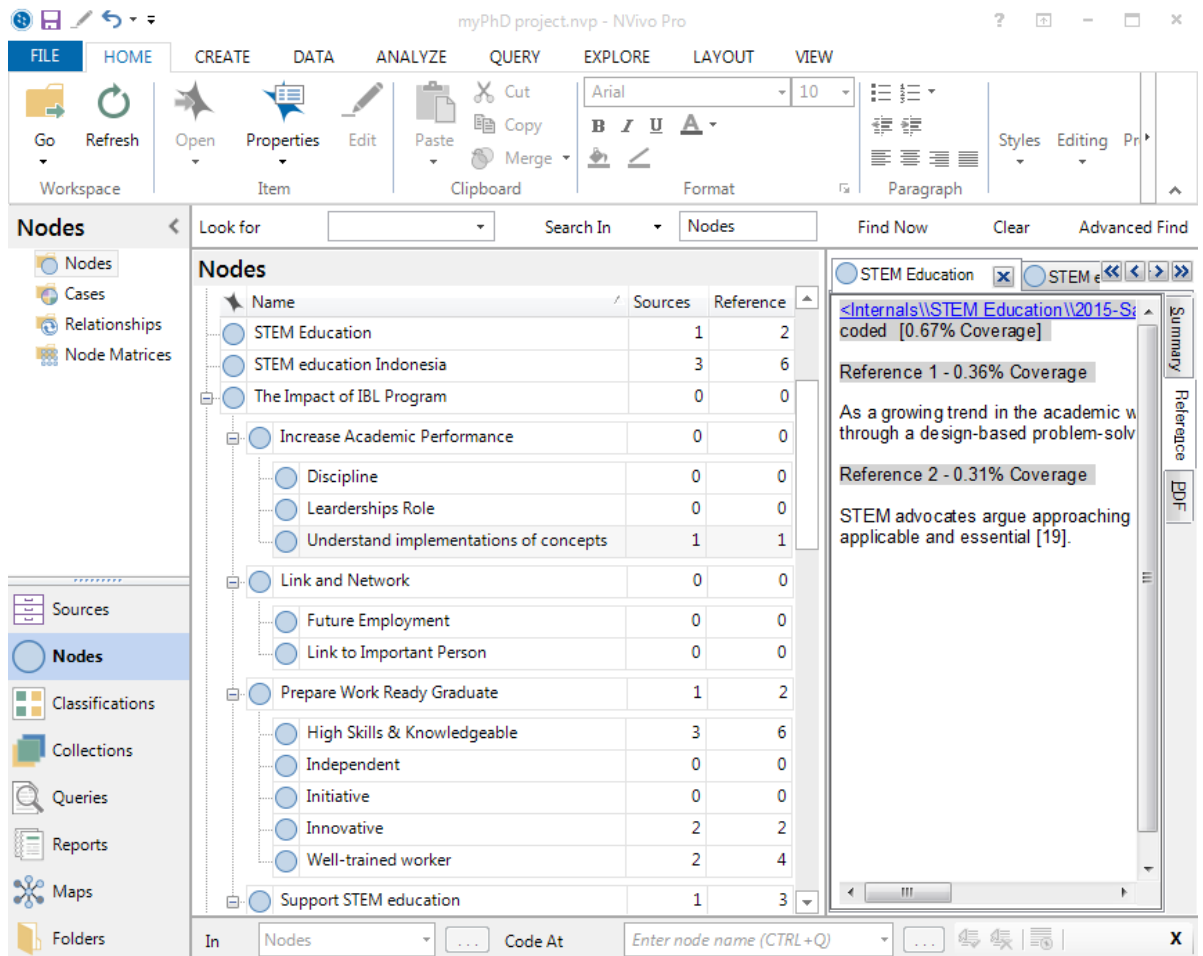 myPhD project.nvp - NVivo Pro
FILE HOME CREATE DATA ANALYZE QUERY EXPLORE LAYOUT VIEW
Go Refresh Open Properties Edit Paste Cut Copy Merge Arial 10 B I U A Styles Editing Pr
Workspace Item Clipboard Format Paragraph
Nodes
Look for Search In Nodes Find Now Clear Advanced Find
Nodes
Cases
Relationships
Node Matrices
Sources
Nodes
Classifications
Collections
Queries
Reports
Maps
Folders
Nodes
Name Sources Reference
STEM Education 1 2
STEM education Indonesia 3 6
The Impact of IBL Program 0 0
Increase Academic Performance 0 0
Discipline 0 0
Learderships Role 0 0
Understand implementations of concepts 1 1
Link and Network 0 0
Future Employment 0 0
Link to Important Person 0 0
Prepare Work Ready Graduate 1 2
High Skills & Knowledgeable 3 6
Independent 0 0
Initiative 0 0
Innovative 2 2
Well-trained worker 2 4
Support STEM education 1 3
STEM Education STEM e
<Internals\\STEM Education\\2015-Sa
coded [0.67% Coverage]
Reference 1 - 0.36% Coverage
As a growing trend in the academic w
through a design-based problem-solv
Reference 2 - 0.31% Coverage
STEM advocates argue approaching
applicable and essential [19].
Summary
Reference
PDF
In Nodes ... Code At Enter node name (CTRL+Q) ... X